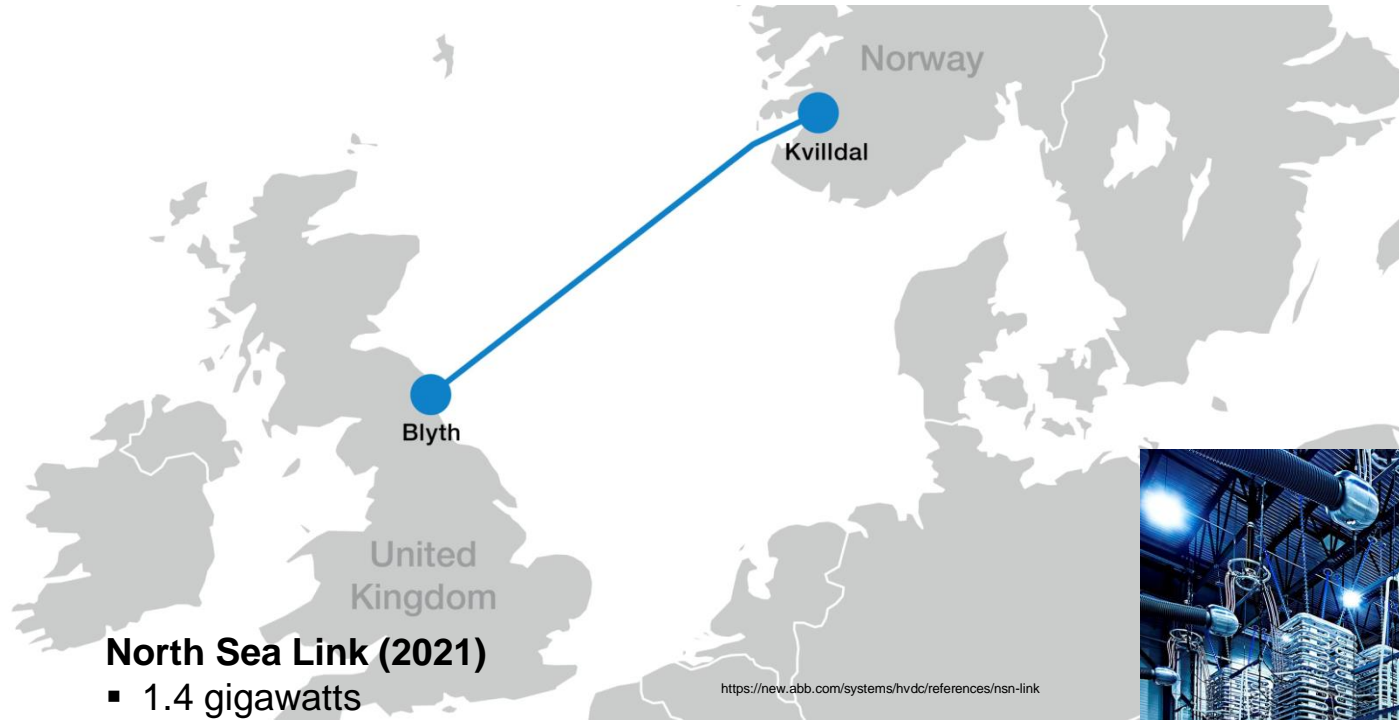 Norway
Kvilldal
Blyth
United
Kingdom
North Sea Link (2021)
▪ 1.4 gigawatts
https://new.abb.com/systems/hvdc/references/nsn-link